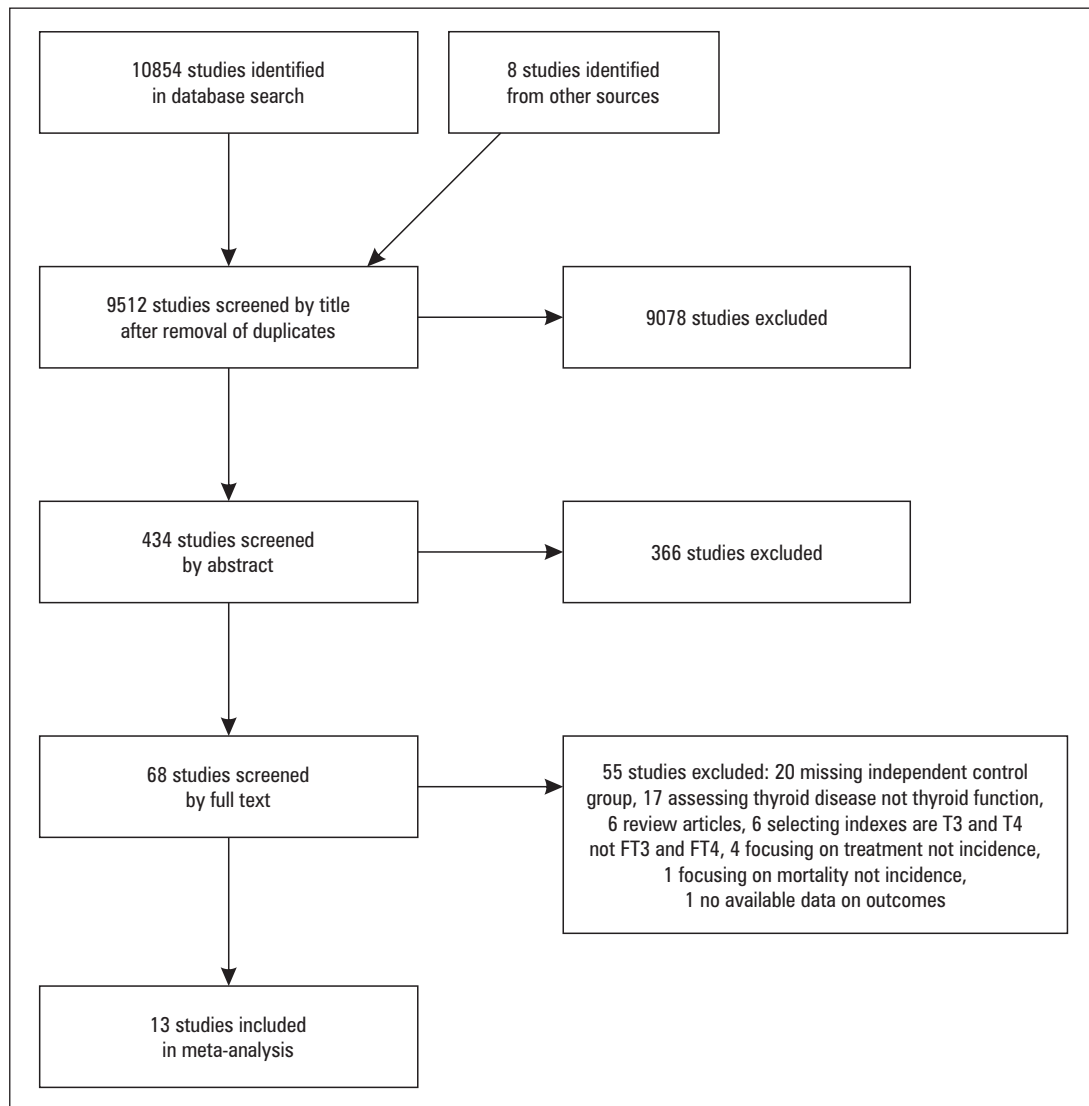 10854 studies identified
in database search
8 studies identified
from other sources
9512 studies screened by title
after removal of duplicates
9078 studies excluded
434 studies screened
by abstract
366 studies excluded
68 studies screened
by full text
55 studies excluded: 20 missing independent control
group, 17 assessing thyroid disease not thyroid function,
6 review articles, 6 selecting indexes are T3 and T4
not FT3 and FT4, 4 focusing on treatment not incidence,
1 focusing on mortality not incidence,
1 no available data on outcomes
13 studies included
in meta-analysis